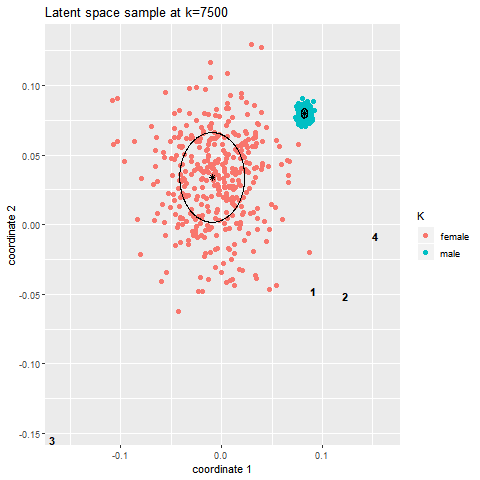 Latent space sample at k=7500
coordinate 2
0.10
0.05
0.00
-0.05
-0.10
-0.15
4
1
2
3
-0.1
0.0
0.1
coordinate 1
K
female
male